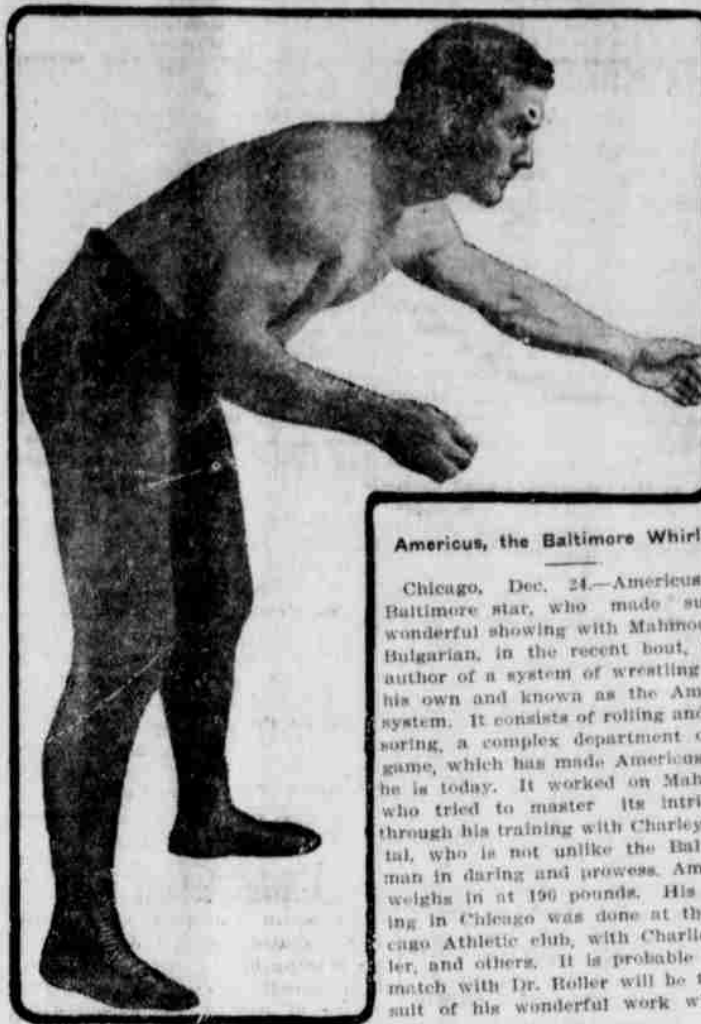 Americus, the Baltimore Whirl
Chicago, Dec. 24.—Americus
Baltimore star, who made su
wonderful showing with Mahmo
Bulgarian, in the recent bout,
author of a system of wrestling
his own and known as the Am
system. It consists of rolling and
soring, a complex department o
game, which has made Americus
he is today. It worked on Mah
who tried to master its intri
through his training with Charley
tal, who is not unlike the Bal
man in daring and prowess. Am
weighs in at 190 pounds. His
ing in Chicago was done at th
cago Athletic club, with Charli
ler, and others. It is probable
match with Dr. Roller will be t
sult of his wonderful work w